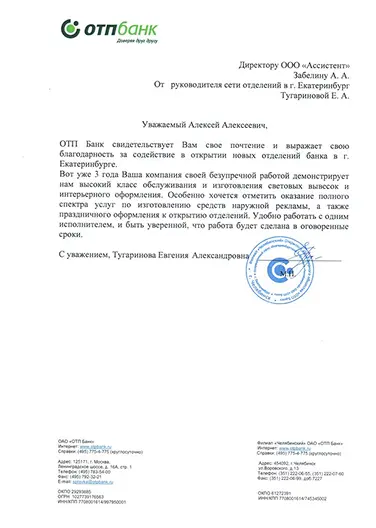 отпбанк
Доверяем друг другу
Директору ООО «Ассистент»
Забелину А. А.
От руководителя сети отделений в г. Екатеринбург
Тугариновой Е. А.
Уважаемый Алексей Алексеевич,
ОТП Банк свидетельствует Вам свое почтение и выражает свою
благодарность за содействие в открытии новых отделений банка в г.
Екатеринбурге.
Вот уже 3 года Ваша компания своей безупречной работой демонстрирует
нам высокий класс обслуживания и изготовления световых вывесок и
интерьерного оформления. Особенно хочется отметить оказание полного
спектра услуг по изготовлению средств наружной рекламы, а также
праздничного оформления к открытию отделений. Удобно работать с одним
исполнителем, и быть уверенной, что работа будет сделана в оговоренные
сроки.
С уважением, Тугаринова Евгения Александровна
М.П.
ОАО «ОТП Банк»
Интернет: www.otpbank.ru
Справки: (495) 775-4-775 (круглосуточно)
Адрес: 125171, г. Москва,
Ленинградское шоссе, д. 16А, стр. 1
Телефон: (495) 783-54-00
Факс: (495) 792-32-21
E-mail: spravka@otpbank.ru
ОКПО 29293885
ОГРН: 1027739176563
ИНН/КПП 7708001614/997950001
Филиал «Челябинский» ОАО «ОТП Банк»
Интернет: www.otpbank.ru
Справки: (495) 775-4-775 (круглосуточно)
Адрес: 454092, г. Челябинск
ул.Воровского, д.13
Телефон: (351) 222-06-55, (351) 222-07-60
Факс: (351) 222-06-99, доб.7227
ОКПО 61272391
ИНН/КПП 7708001614/745345002